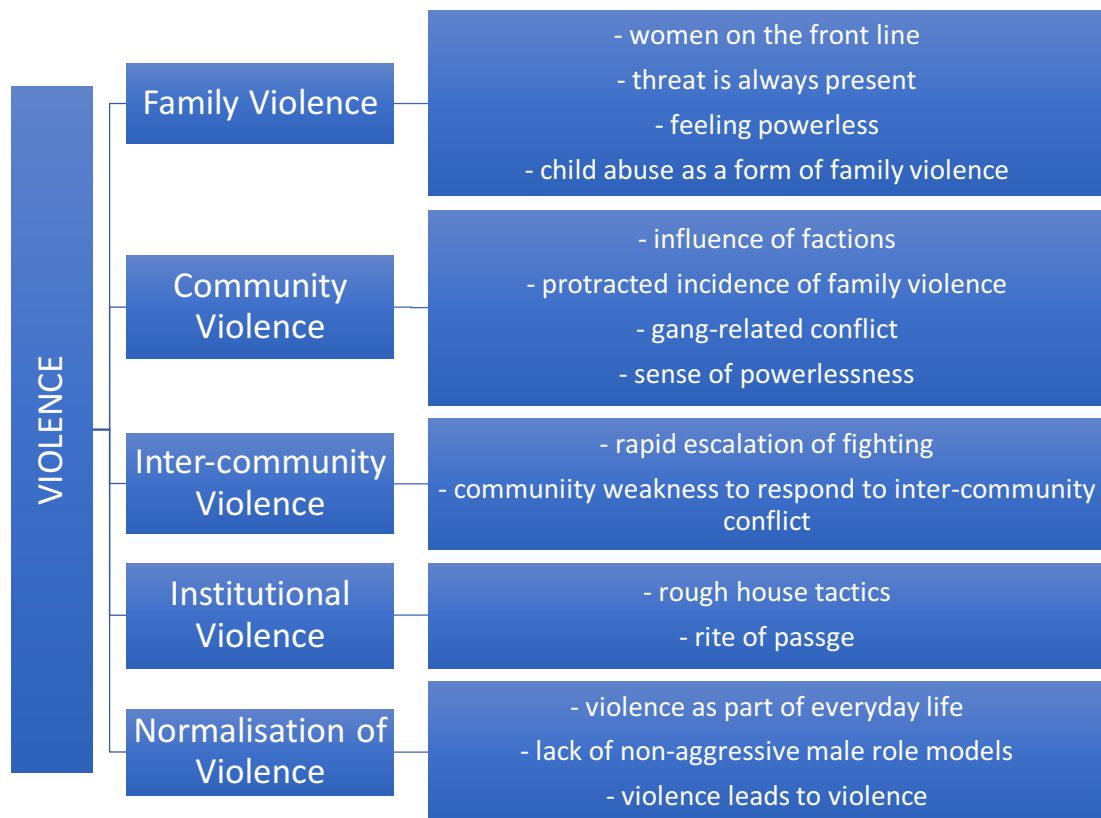 VIOLENCE
Family Violence
- women on the front line
- threat is always present
- feeling powerless
- child abuse as a form of family violence
Community
Violence
- influence of factions
- protracted incidence of family violence
- gang-related conflict
- sense of powerlessness
Inter-community
Violence
- rapid escalation of fighting
- communiity weakness to respond to inter-community
conflict
Institutional
Violence
- rough house tactics
- rite of passge
Normalisation of
Violence
- violence as part of everyday life
- lack of non-aggressive male role models
- violence leads to violence